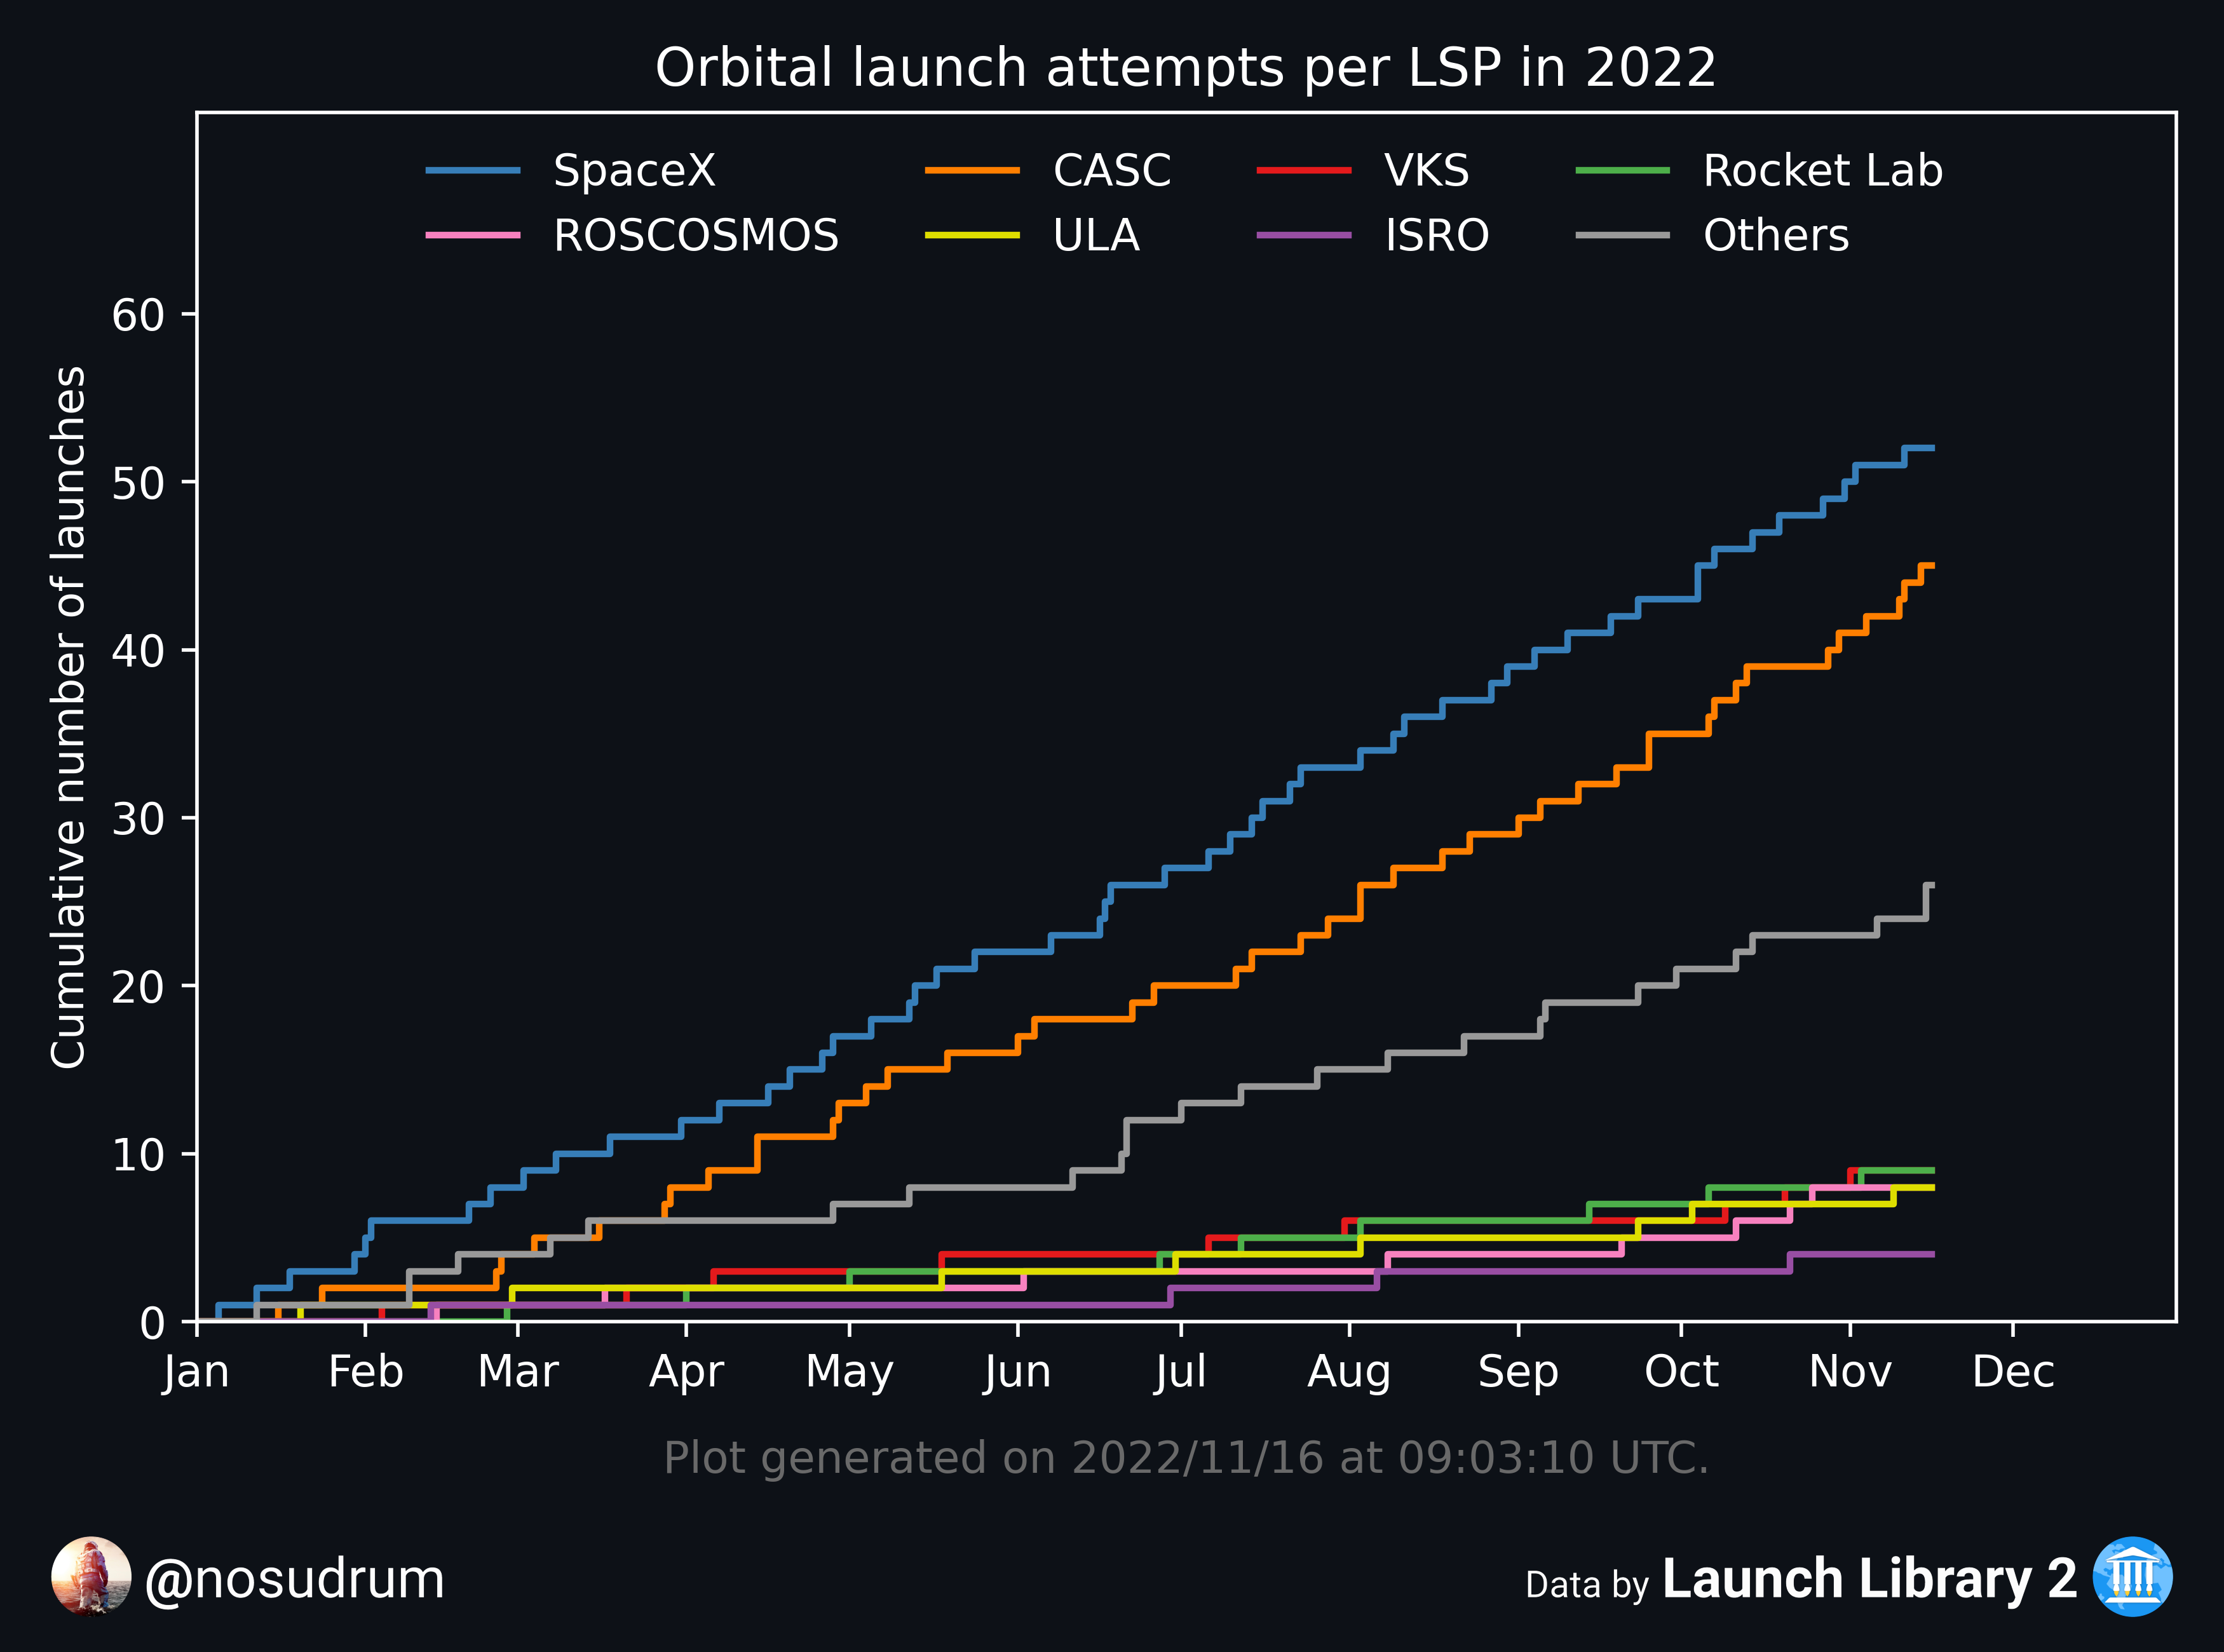 Orbital launch attempts per LSP in 2022
SpaceX CASC VKS Rocket Lab
ROSCOSMOS ULA ISRO Others
Cumulative number of launches
60
50
40
30
20
10
0
Jan Feb Mar Apr May Jun Jul Aug Sep Oct Nov Dec
Plot generated on 2022/11/16 at 09:03:10 UTC.
@nosudrum
Data by Launch Library 2